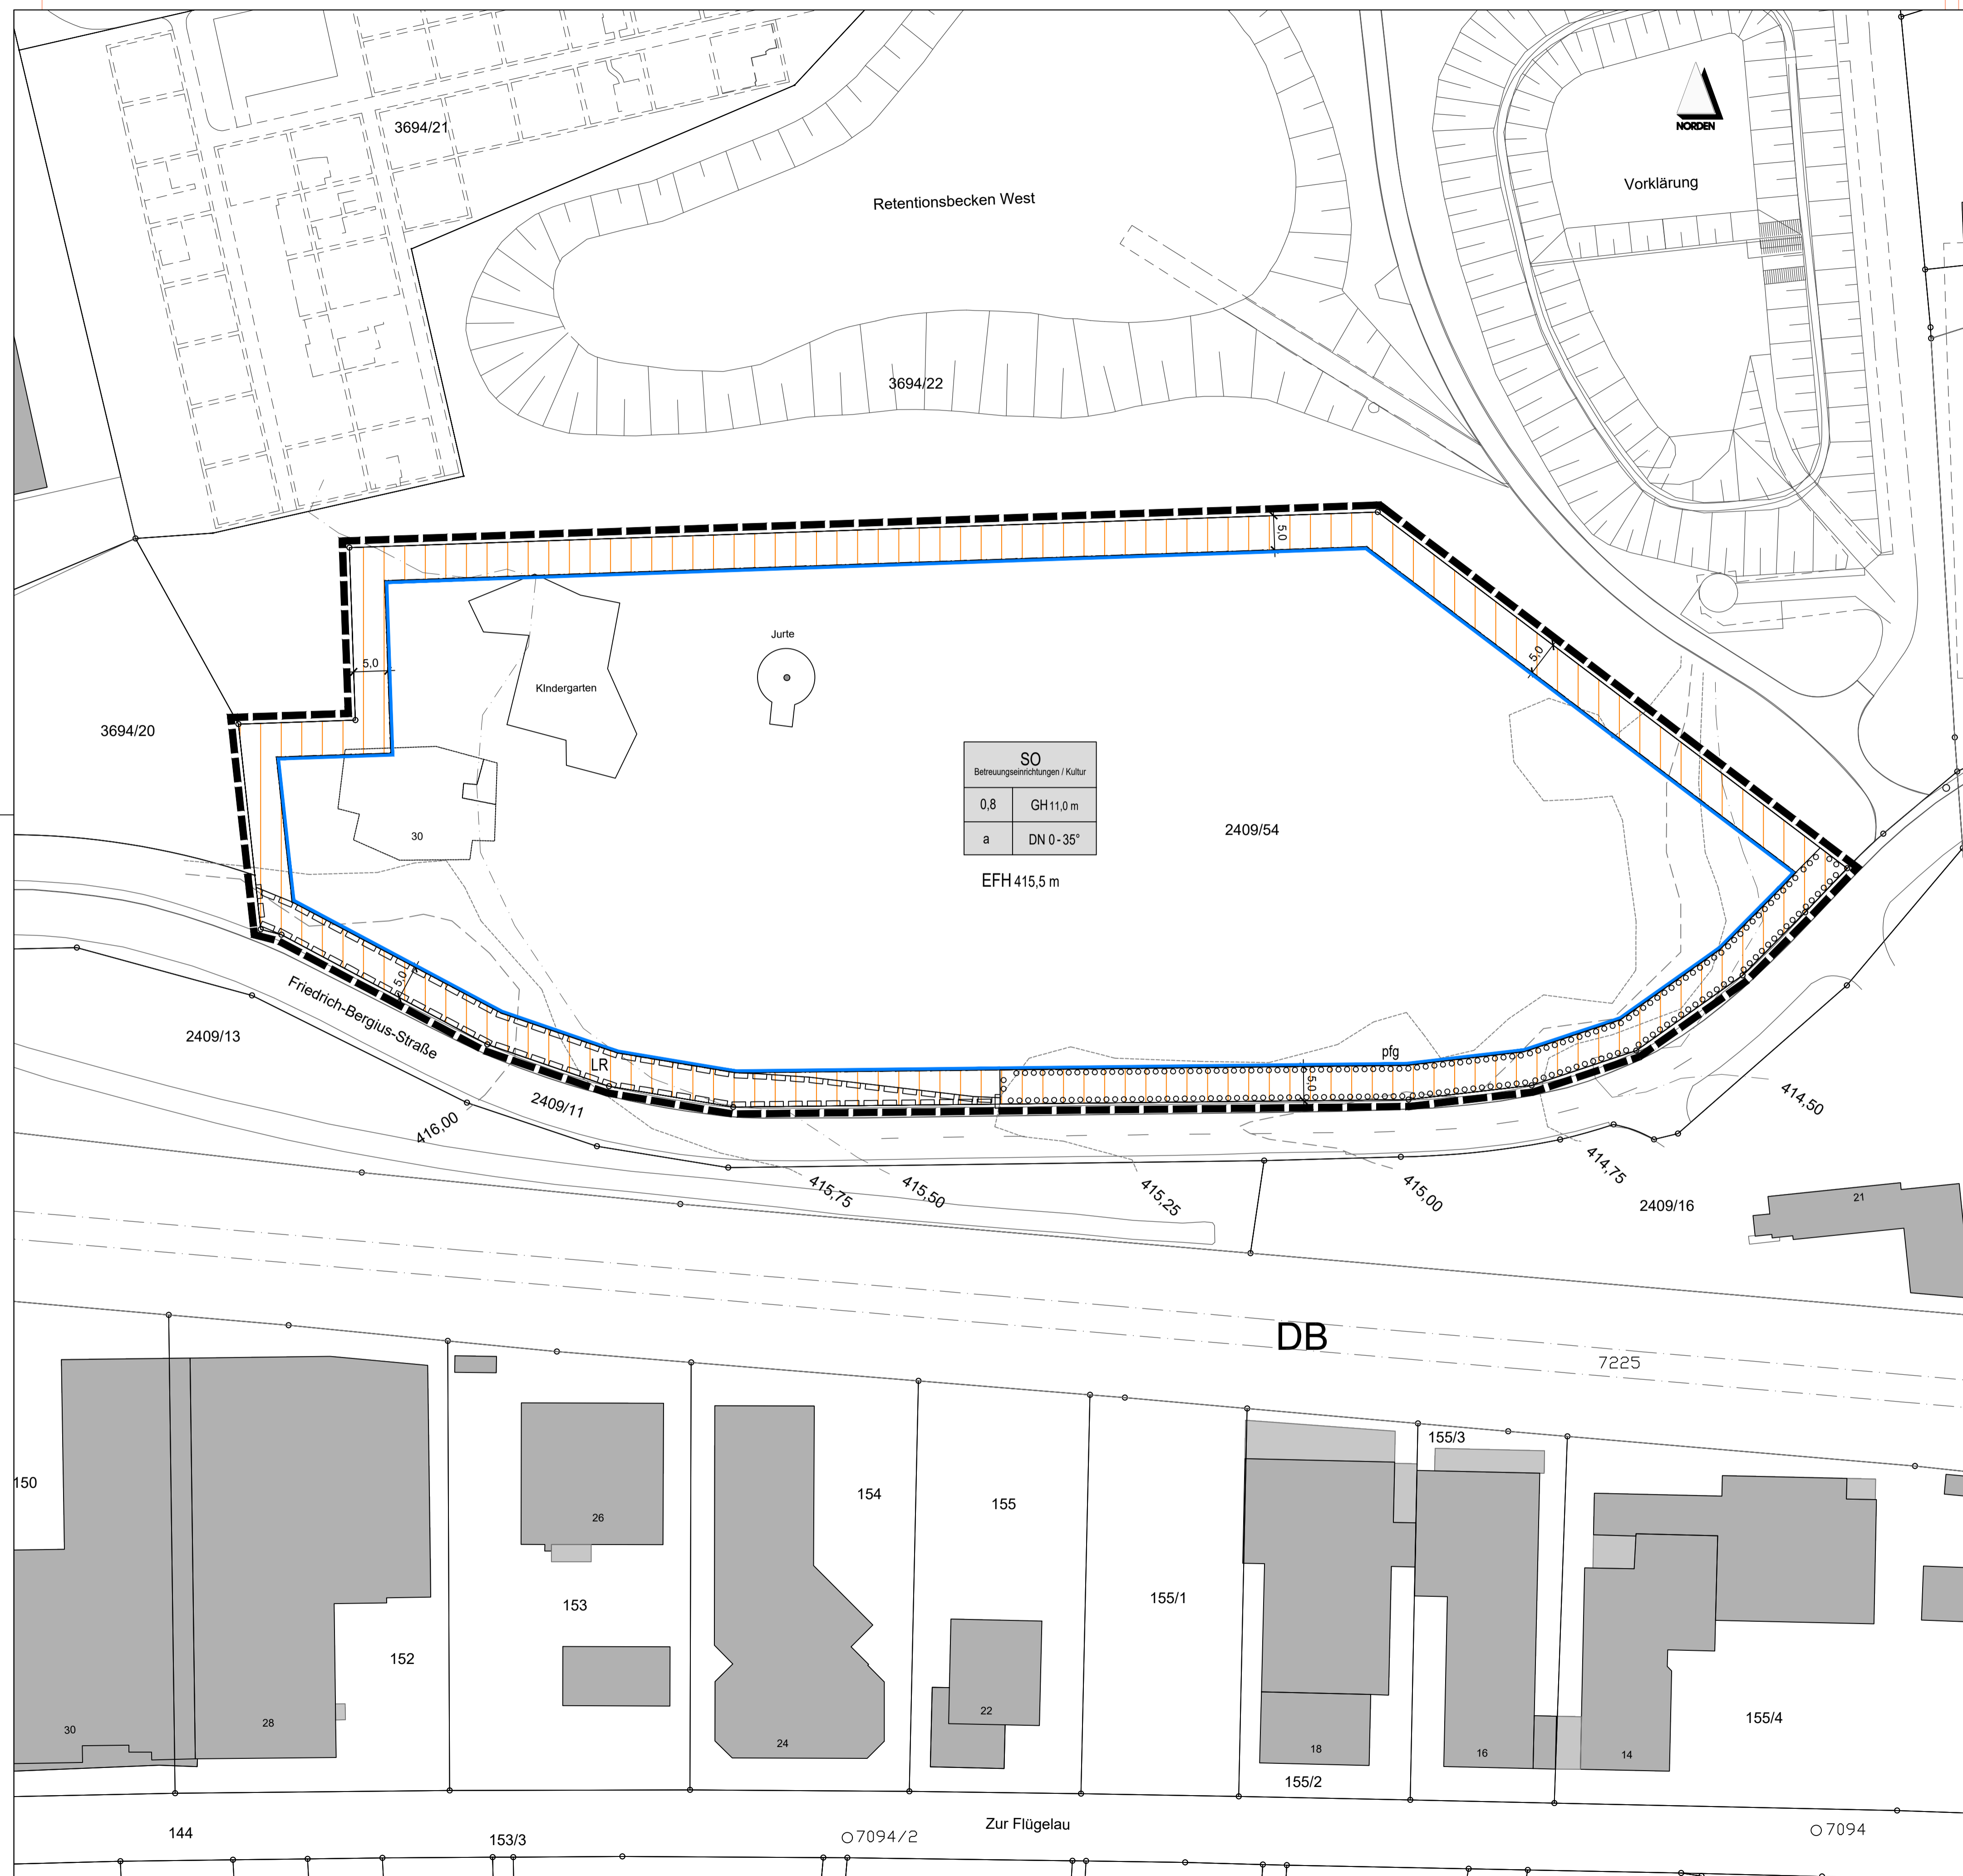 3694/21
NORDEN
Vorklärung
Retentionsbecken West
3694/22
5,0
Jurte
5,0
5,0
KIndergarten
3694/20
SO
Betreuungseinrichtungen / Kultur
0,8 GH 11,0 m
a DN 0 - 35°
2409/54
30
EFH 415,5 m
5,0
Friedrich-Bergius-Straße
2409/13
LR
pfg
5,0
2409/11
416,00
414,50
415,75
415,50
415,25
415,00
414,75
2409/16
21
DB
7225
155/3
150
154
155
26
155/1
153
152
30
28
24
22
18
16
14
155/4
155/2
Zur Flügelau
144
153/3
7094/2
7094